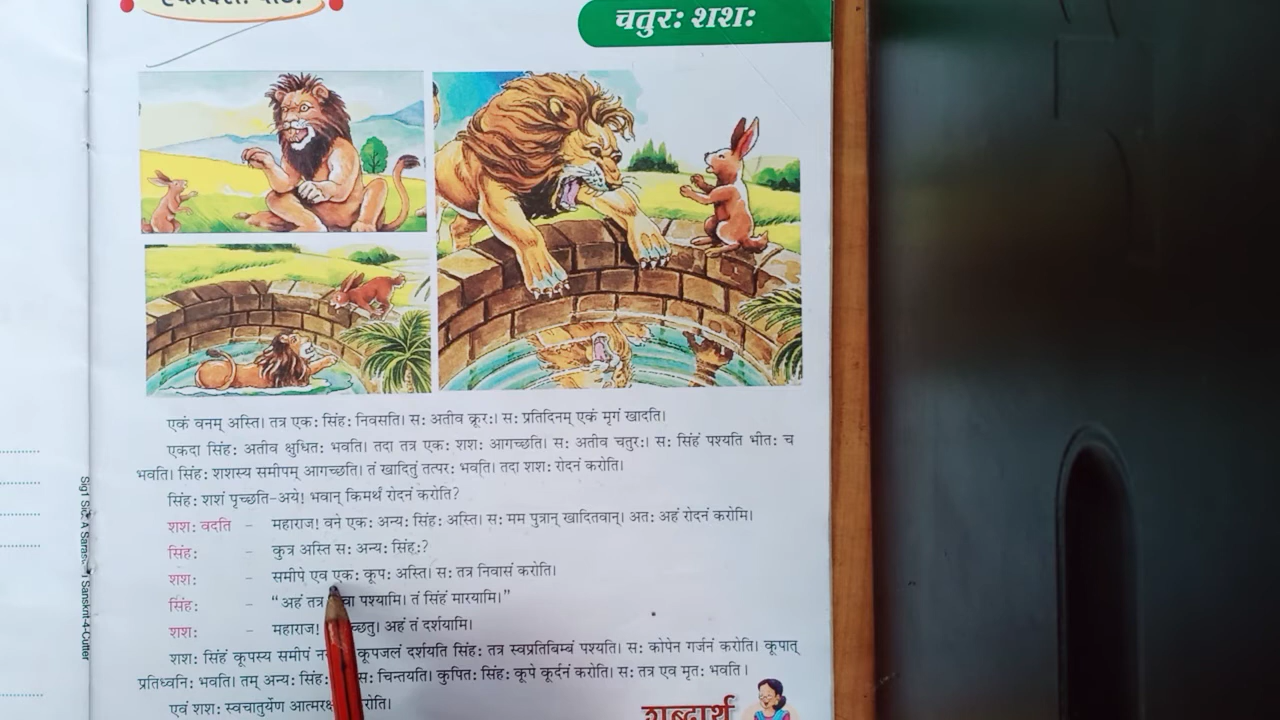 चतुरः शशः
एकं वनम् अस्ति। तत्र एकः सिंहः निवसति। सः अतीव क्रूरः। सः प्रतिदिनम् एकं मृगं खादति।
एकदा सिंहः अतीव क्षुधितः भवति। तदा तत्र एकः शशः आगच्छति। सः अतीव चतुरः। सः सिंहं पश्यति भीतः च
भवति। सिंहः शशस्य समीपम् आगच्छति। तं खादितुं तत्परः भवति। तदा शशः रोदनं करोति।
सिंहः शशं पृच्छति–अये! भवान् किमर्थं रोदनं करोति?
शशः वदति – महाराज! वने एकः अन्यः सिंहः अस्ति। सः मम पुत्रान् खादितवान्। अतः अहं रोदनं करोमि।
सिंहः – कुत्र अस्ति सः अन्यः सिंहः?
शशः – समीपे एव एकः कूपः अस्ति। सः तत्र निवासं करोति।
सिंहः – “अहं तत्र पश्यामि। तं सिंहं मारयामि।”
शशः – महाराज! अहं तं दर्शयामि।
शशः सिंहं कूपस्य समीपं कूपजलं दर्शयति सिंहः तत्र स्वप्रतिबिम्बं पश्यति। सः कोपेन गर्जनं करोति। कूपात्
प्रतिध्वनिः भवति। तम् अन्यः सिंहः सः चिन्तयति। कुपितः सिंहः कूपे कूर्दनं करोति। सः तत्र एव मृतः भवति।
एवं शशः स्वचातुर्येण
शब्दार्थ